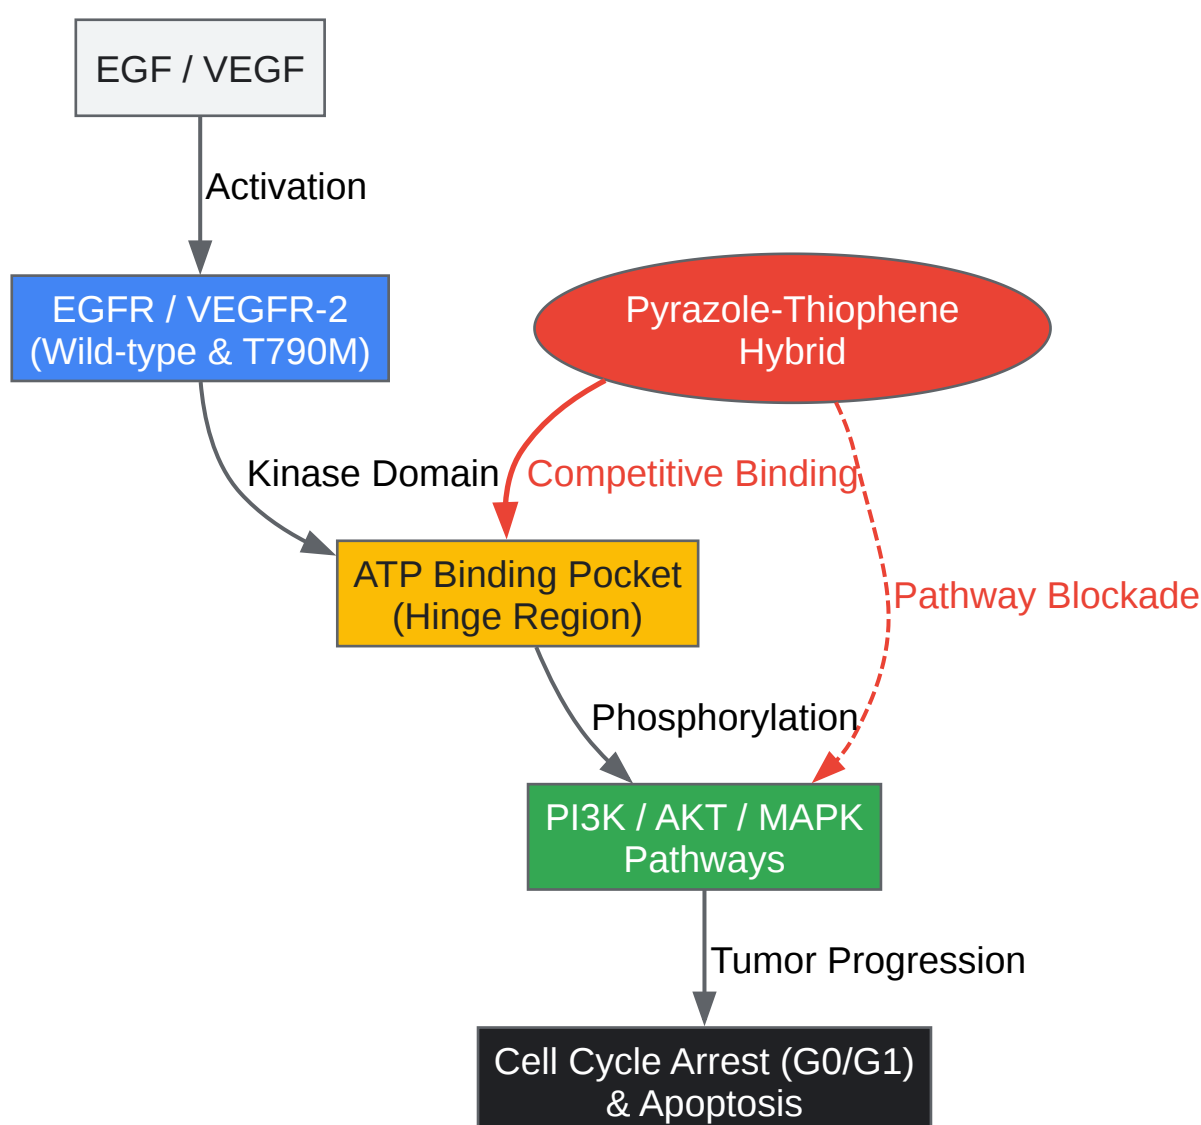 EGF / VEGF
Activation
EGFR / VEGFR-2
(Wild-type & T790M)
Pyrazole-Thiophene
Hybrid
Kinase Domain
Competitive Binding
ATP Binding Pocket
(Hinge Region)
Pathway Blockade
Phosphorylation
PI3K / AKT / MAPK
Pathways
Tumor Progression
Cell Cycle Arrest (G0/G1)
& Apoptosis